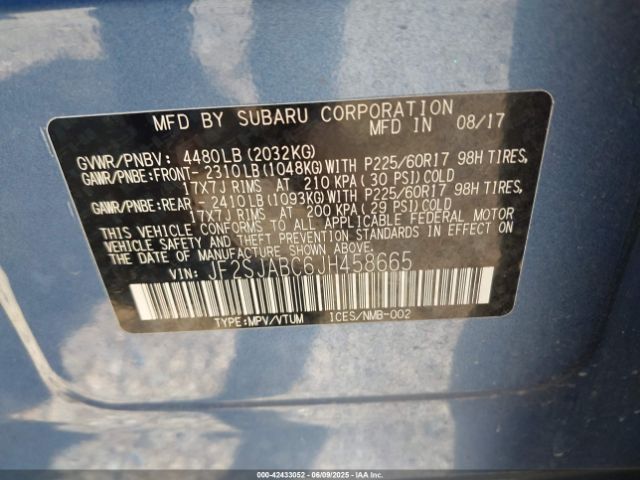 MFD BY SUBARU CORPORATION
MFD IN 08/17
GVWR/PNBV: 4480LB(2032KG)
GAWR/PNBE:FRONT- 2310LB(1048KG)WITH P225/60R17 98H TIRES,
17X7J RIMS AT 210 KPA(30 PSI)COLD
GAWR/PNBE:REAR - 2410LB(1093KG)WITH P225/60R17 98H TIRES,
17X7J RIMS AT 200 KPA(29 PSI)COLD
THIS VEHICLE CONFORMS TO ALL APPLICABLE FEDERAL MOTOR
VEHICLE SAFETY AND THEFT PREVENTION STANDARDS IN EFFECT ON
THE DATE OF MANUFACTURE SHOWN ABOVE.
VIN: JF2SJABC6JH458665
TYPE:MPV/VTUM ICES/NMB-002
000-42433052 - 06/09/2025 - IAAI.COM